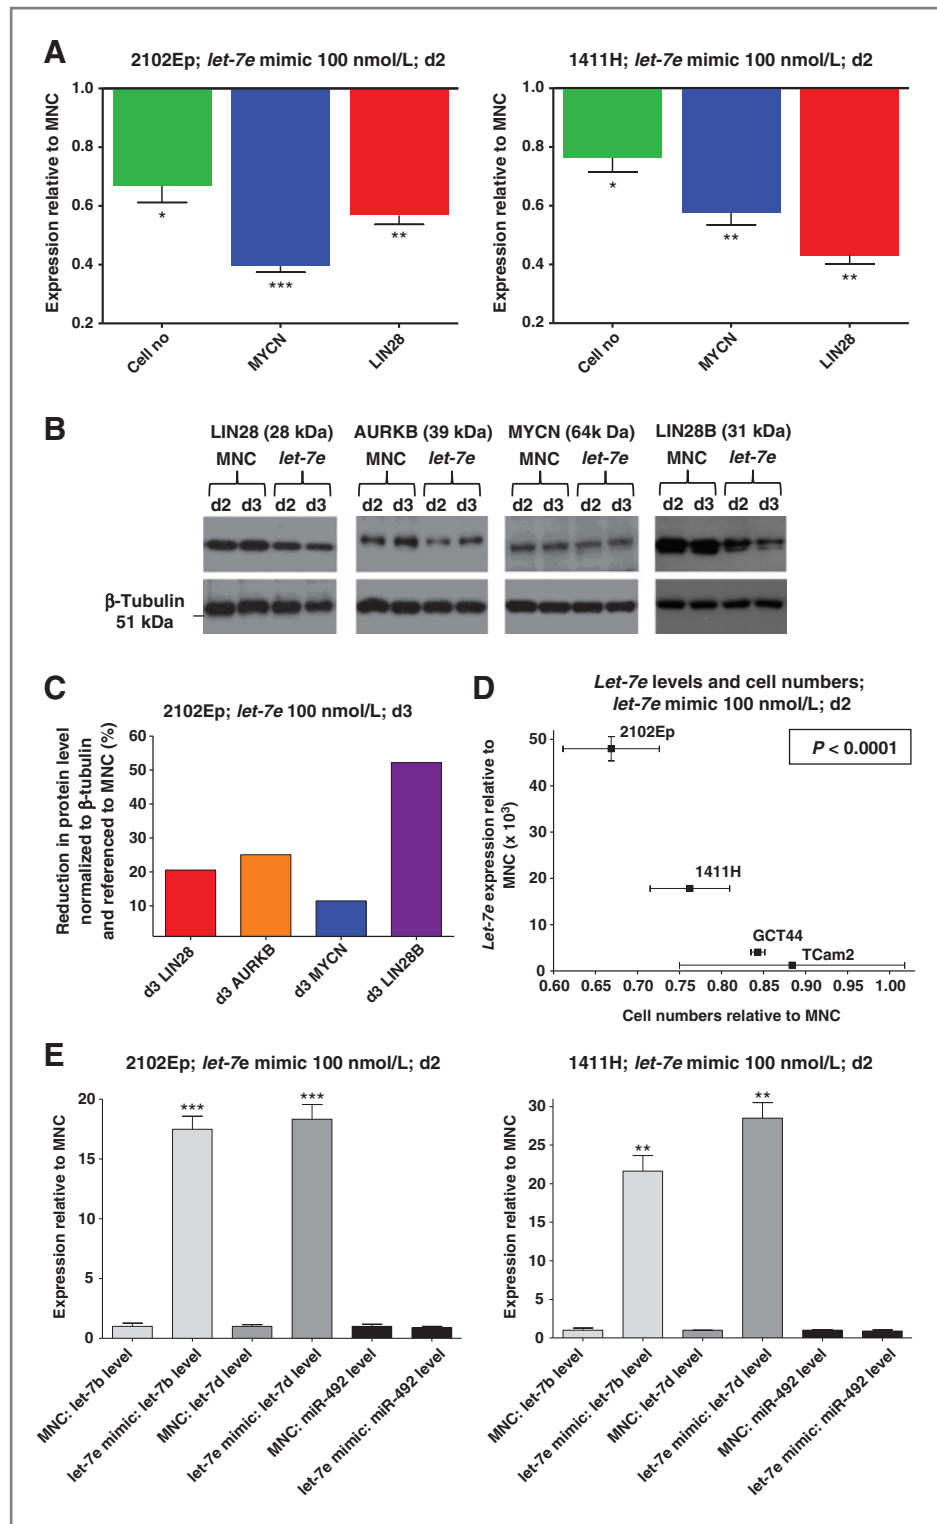 A
2102Ep; let-7e mimic 100 nmol/L; d2
Expression relative to MNC
1.0
0.8
0.6
0.4
0.2
*
***
**
Cell no
MYCN
LIN28
1411H; let-7e mimic 100 nmol/L; d2
Expression relative to MNC
1.0
0.8
0.6
0.4
0.2
*
**
**
Cell no
MYCN
LIN28
B
LIN28 (28 kDa) AURKB (39 kDa) MYCN (64k Da) LIN28B (31 kDa)
MNC let-7e MNC let-7e MNC let-7e MNC let-7e
d2 d3 d2 d3 d2 d3 d2 d3 d2 d3 d2 d3 d2 d3 d2 d3
β-Tubulin
51 kDa
C
2102Ep; let-7e 100 nmol/L; d3
Reduction in protein level
normalized to β-tubulin
and referenced to MNC (%)
60
50
40
30
20
10
d3 LIN28
d3 AURKB
d3 MYCN
d3 LIN28B
D
Let-7e levels and cell numbers;
let-7e mimic 100 nmol/L; d2
Let-7e expression relative to
MNC (x 10³)
50
40
30
20
10
0
2102Ep
P < 0.0001
1411H
GCT44
TCam2
0.60 0.65 0.70 0.75 0.80 0.85 0.90 0.95 1.00
Cell numbers relative to MNC
E
2102Ep; let-7e mimic 100 nmol/L; d2
Expression relative to MNC
20
15
10
5
0
***
***
MNC: let-7b level
let-7e mimic: let-7b level
MNC: let-7d level
let-7e mimic: let-7d level
MNC: miR-492 level
let-7e mimic: miR-492 level
1411H; let-7e mimic 100 nmol/L; d2
Expression relative to MNC
30
25
20
15
10
5
0
**
**
MNC: let-7b level
let-7e mimic: let-7b level
MNC: let-7d level
let-7e mimic: let-7d level
MNC: miR-492 level
let-7e mimic: miR-492 level